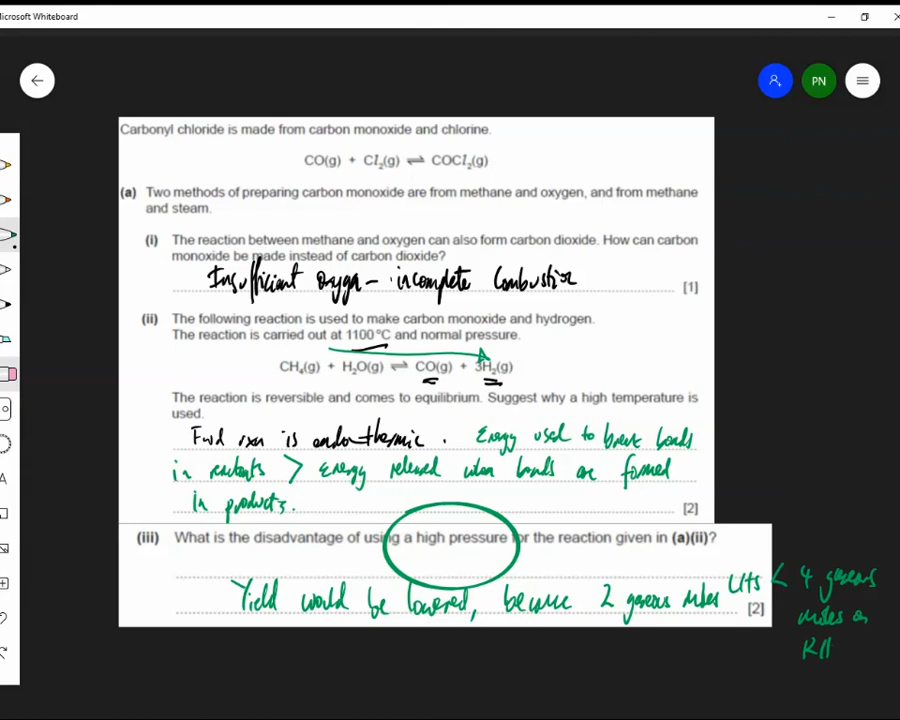 Microsoft Whiteboard
PN
Carbonyl chloride is made from carbon monoxide and chlorine.
CO(g) + Cl₂(g) ⇌ COCl₂(g)
(a) Two methods of preparing carbon monoxide are from methane and oxygen, and from methane
and steam.
(i) The reaction between methane and oxygen can also form carbon dioxide. How can carbon
monoxide be made instead of carbon dioxide?
Insufficient oxygen – incomplete Combustion
[1]
(ii) The following reaction is used to make carbon monoxide and hydrogen.
The reaction is carried out at 1100 °C and normal pressure.
CH₄(g) + H₂O(g) ⇌ CO(g) + 3H₂(g)
The reaction is reversible and comes to equilibrium. Suggest why a high temperature is
used.
Fwd rxn is endothermic. Energy used to break bonds
in reactants > energy released when bonds are formed
in products.
[2]
(iii) What is the disadvantage of using a high pressure for the reaction given in (a)(ii)?
Yield would be lowered, because 2 gaseous moles LHS < 4 gaseous
moles on
RH
[2]